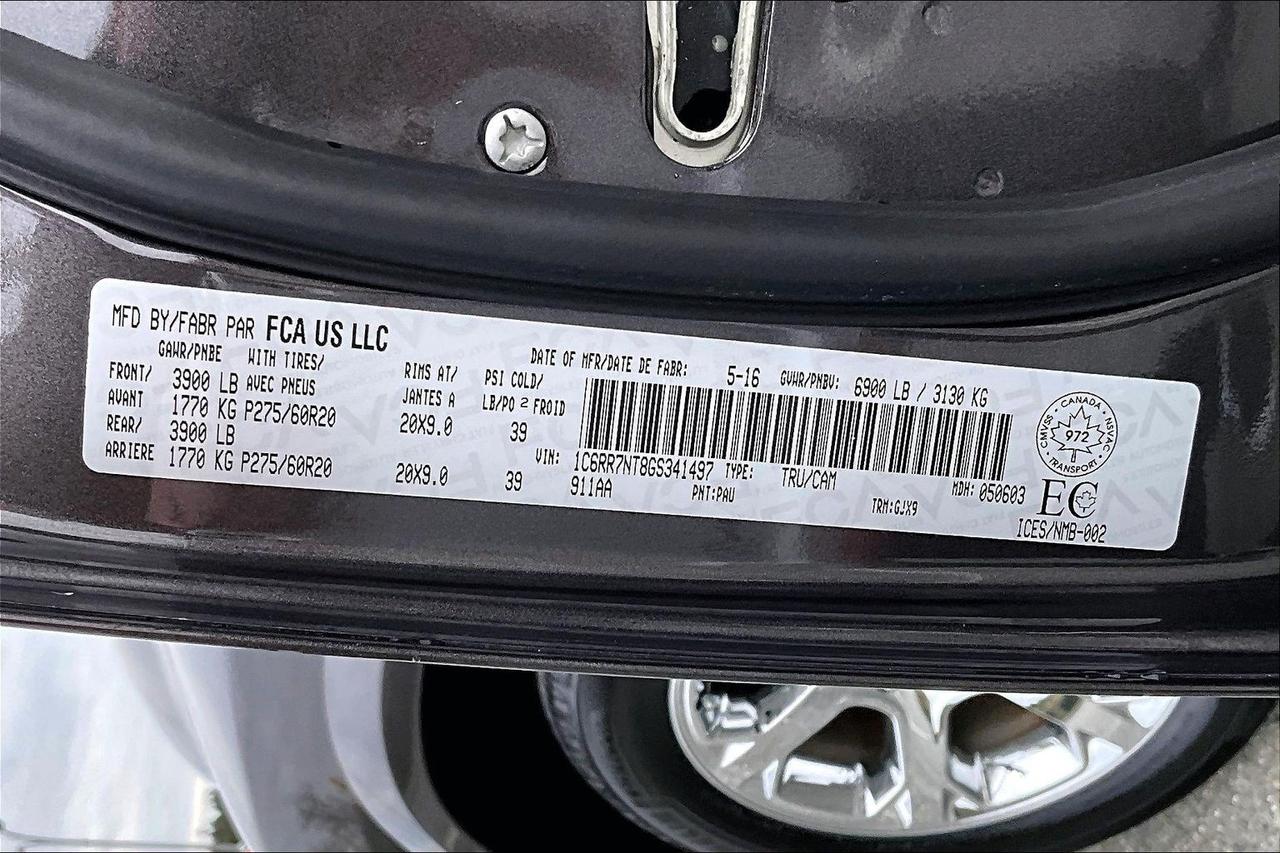 MFD BY/FABR PAR FCA US LLC
DATE OF MFR/DATE DE FABR: 5-16 GVWR/PNBV: 6900 LB / 3130 KG
GAWR/PNBE WITH TIRES/ RIMS AT/ PSI COLD/
AVEC PNEUS JANTES A LB/PO 2 FROID
FRONT/ 3900 LB
AVANT 1770 KG P275/60R20 20X9.0 39
REAR/ 3900 LB
ARRIERE 1770 KG P275/60R20 20X9.0 39
VIN: 1C6RR7NT8GS341497 TYPE: TRU/CAM MDH: 050603
911AA PNT:PAU TRM:GJX9
CANADA
CMVSS 972 NSVAC
TRANSPORT
EC
ICES/NMB-002